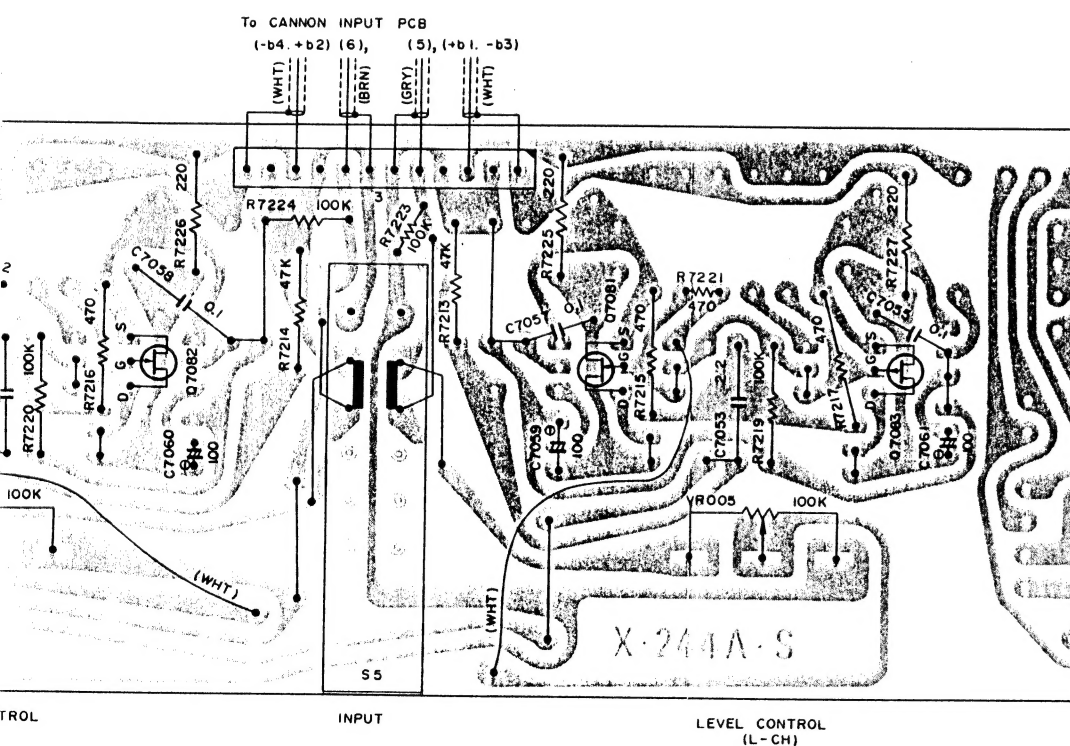 To CANNON INPUT PCB
(-b4. +b2) (6), (5), (+b1. -b3)
(WHT) (BRN) (GRY) (WHT)
3
220
R7226
R7224 100K
R7223
100K
47K
R7213
220
R7225
220
R7227
C7058
0.1
47K
R7214
C7057
0.1
Q7081
R7221
470
C7055
0.1
2
100K
R7220
470
R7216
S
G
D
Q7082
S
G
D
470
R7215
2.2
C7053
100K
R7219
470
R7217
S
G
D
Q7083
C7060
100
C7059
100
C7061
100
100K
VR005 100K
(WHT)
(WHT)
X-244A-S
S5
TROL
INPUT
LEVEL CONTROL
(L-CH)